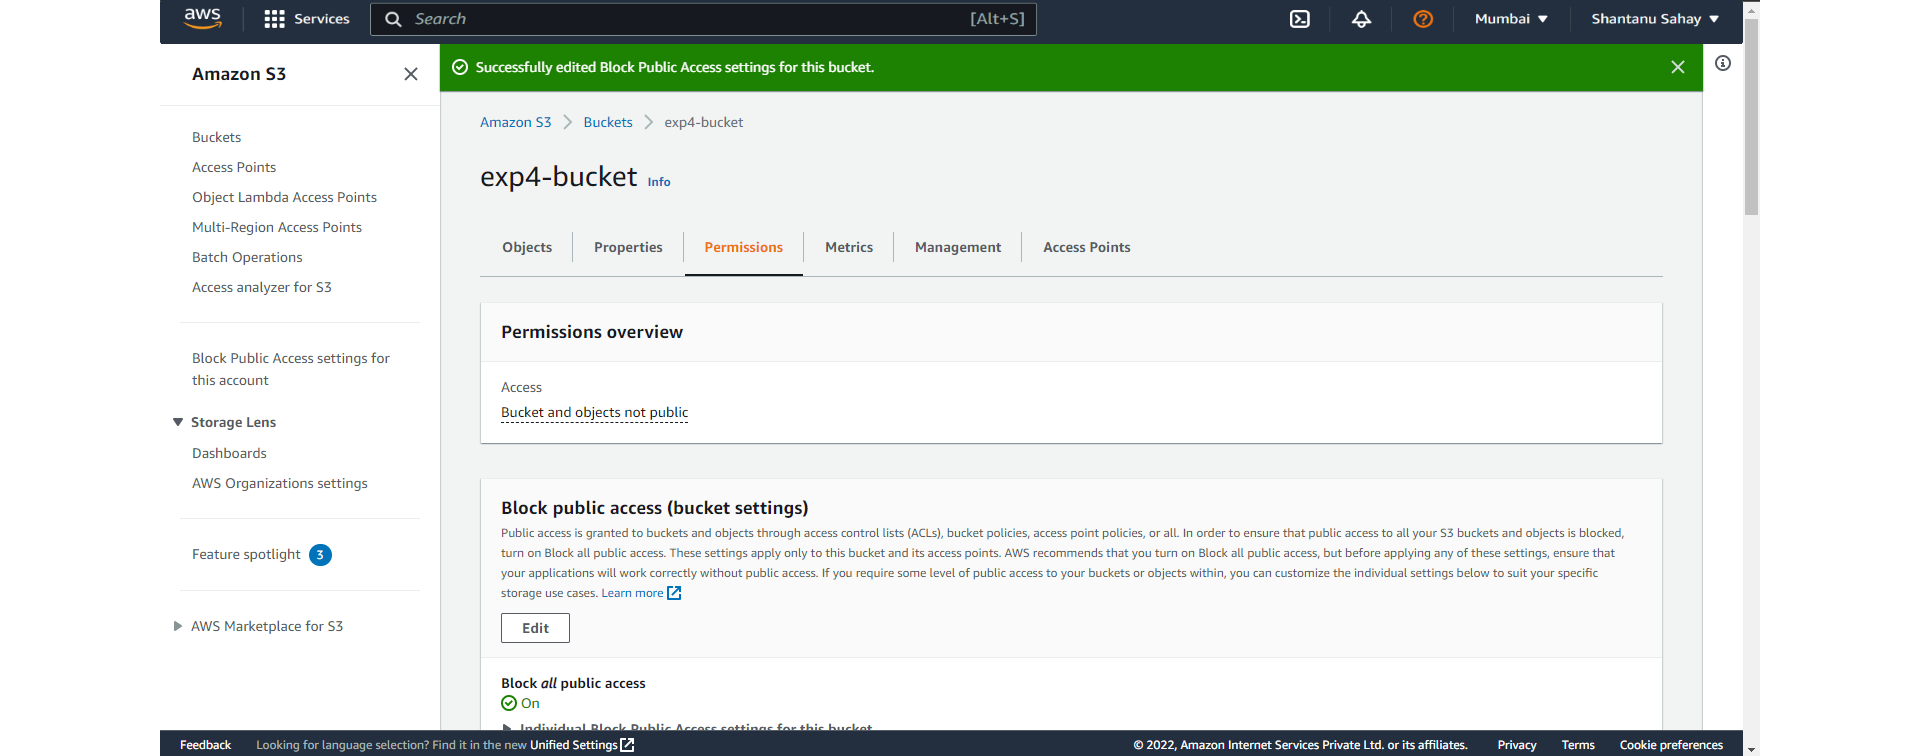 aws
Services
Search
[Alt+S]
Mumbai
Shantanu Sahay
Amazon S3
Buckets
Access Points
Object Lambda Access Points
Multi-Region Access Points
Batch Operations
Access analyzer for S3
Block Public Access settings for
this account
Storage Lens
Dashboards
AWS Organizations settings
Feature spotlight 3
AWS Marketplace for S3
Successfully edited Block Public Access settings for this bucket.
Amazon S3 > Buckets > exp4-bucket
exp4-bucket Info
Objects
Properties
Permissions
Metrics
Management
Access Points
Permissions overview
Access
Bucket and objects not public
Block public access (bucket settings)
Public access is granted to buckets and objects through access control lists (ACLs), bucket policies, access point policies, or all. In order to ensure that public access to all your S3 buckets and objects is blocked,
turn on Block all public access. These settings apply only to this bucket and its access points. AWS recommends that you turn on Block all public access, but before applying any of these settings, ensure that
your applications will work correctly without public access. If you require some level of public access to your buckets or objects within, you can customize the individual settings below to suit your specific
storage use cases. Learn more
Edit
Block all public access
On
Individual Block Public Access settings for this bucket
Feedback
Looking for language selection? Find it in the new Unified Settings
© 2022, Amazon Internet Services Private Ltd. or its affiliates.
Privacy
Terms
Cookie preferences